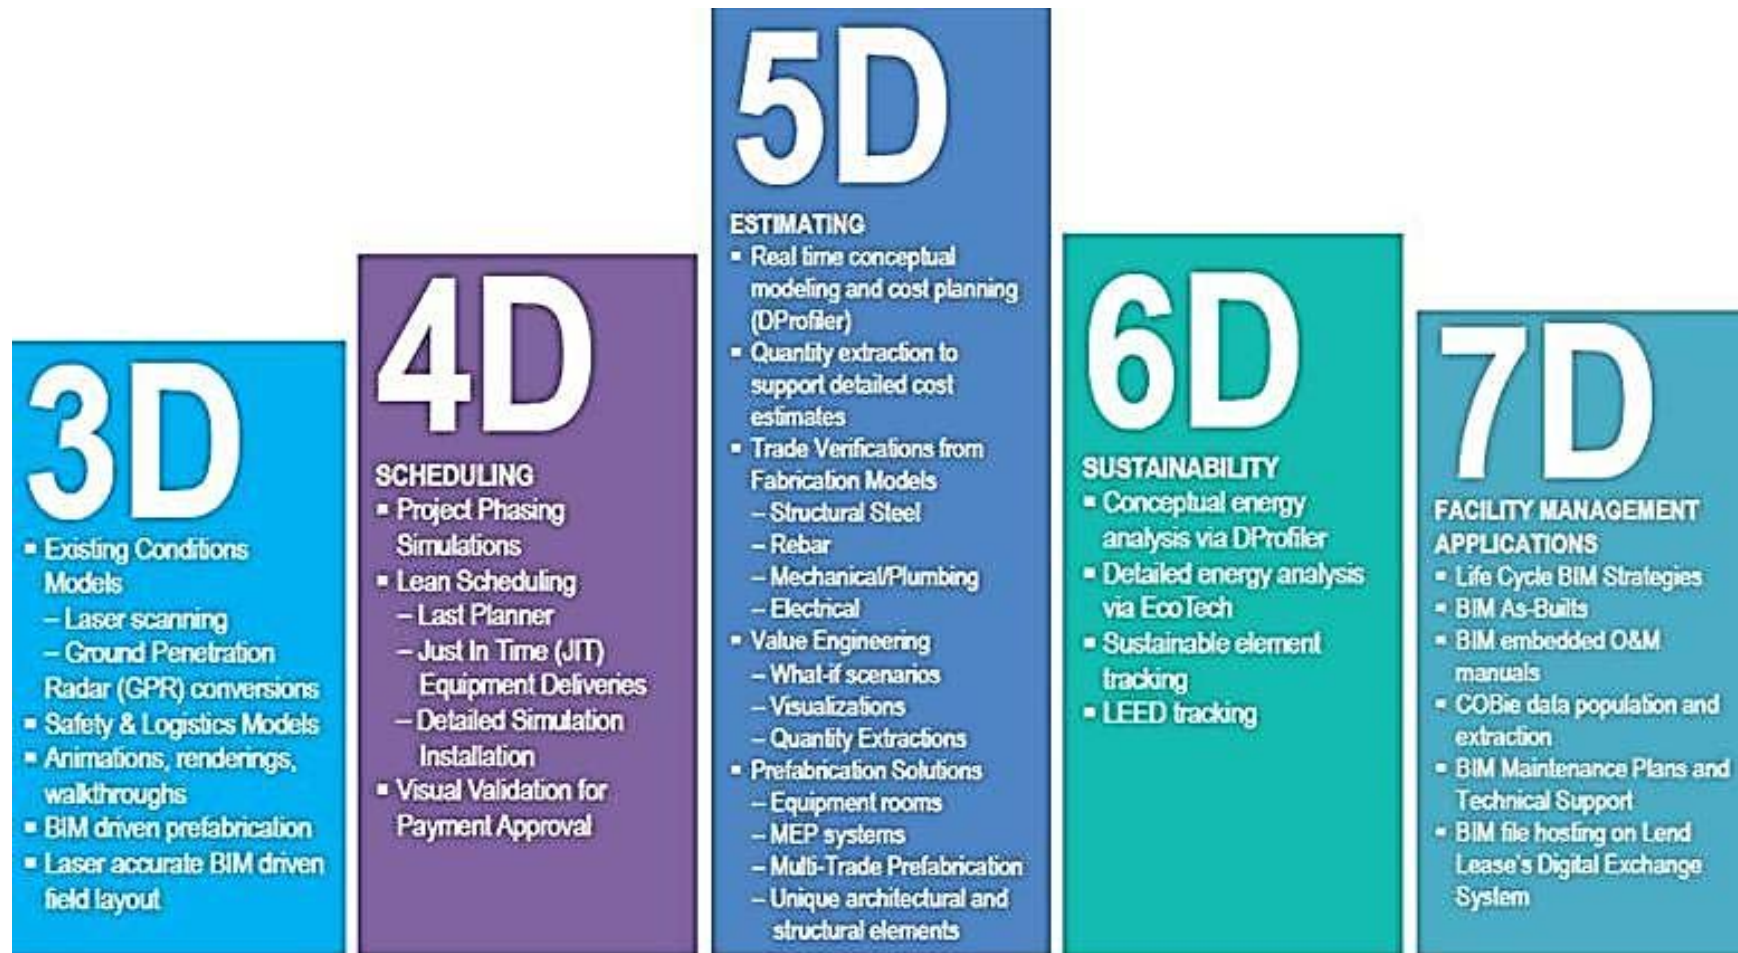 3D
▪ Existing Conditions
Models
– Laser scanning
– Ground Penetration
Radar (GPR) conversions
▪ Safety & Logistics Models
▪ Animations, renderings,
walkthroughs
▪ BIM driven prefabrication
▪ Laser accurate BIM driven
field layout
4D
SCHEDULING
▪ Project Phasing
Simulations
▪ Lean Scheduling
– Last Planner
– Just In Time (JIT)
Equipment Deliveries
– Detailed Simulation
Installation
▪ Visual Validation for
Payment Approval
5D
ESTIMATING
▪ Real time conceptual
modeling and cost planning
(DProfiler)
▪ Quantity extraction to
support detailed cost
estimates
▪ Trade Verifications from
Fabrication Models
– Structural Steel
– Rebar
– Mechanical/Plumbing
– Electrical
▪ Value Engineering
– What-if scenarios
– Visualizations
– Quantity Extractions
▪ Prefabrication Solutions
– Equipment rooms
– MEP systems
– Multi-Trade Prefabrication
– Unique architectural and
structural elements
6D
SUSTAINABILITY
▪ Conceptual energy
analysis via DProfiler
▪ Detailed energy analysis
via EcoTech
▪ Sustainable element
tracking
▪ LEED tracking
7D
FACILITY MANAGEMENT
APPLICATIONS
▪ Life Cycle BIM Strategies
▪ BIM As-Builts
▪ BIM embedded O&M
manuals
▪ COBie data population and
extraction
▪ BIM Maintenance Plans and
Technical Support
▪ BIM file hosting on Lend
Lease's Digital Exchange
System